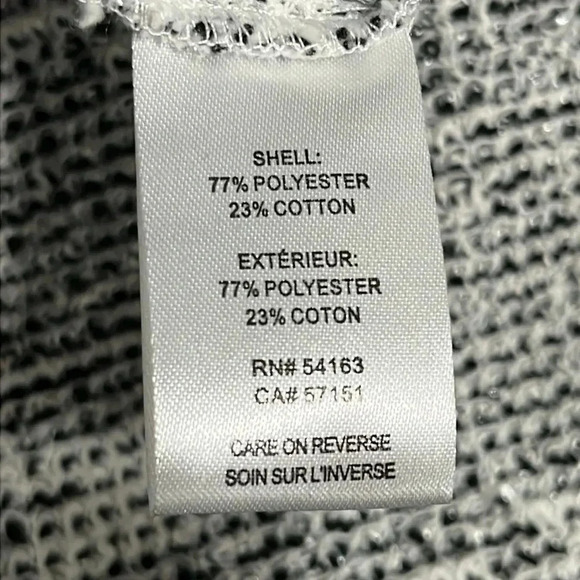 SHELL:
77% POLYESTER
23% COTTON
EXTÉRIEUR:
77% POLYESTER
23% COTON
RN# 54163
CA# 57151
CARE ON REVERSE
SOIN SUR L'INVERSE